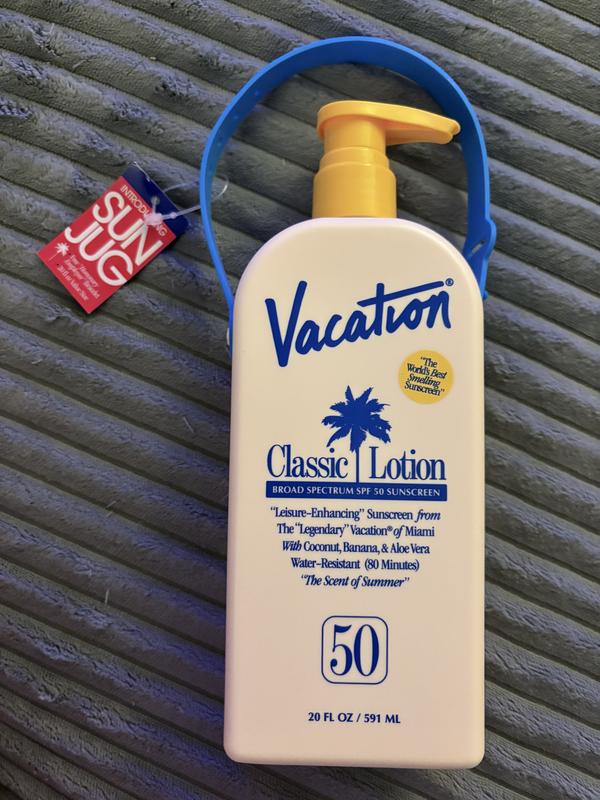 INTRODUCING
SUN
JUG
Vacation®
"The
World's Best
Smelling
Sunscreen"
Classic Lotion
BROAD SPECTRUM SPF 50 SUNSCREEN
"Leisure-Enhancing" Sunscreen from
The "Legendary" Vacation® of Miami
With Coconut, Banana, & Aloe Vera
Water-Resistant (80 Minutes)
"The Scent of Summer"
50
20 FL OZ / 591 ML